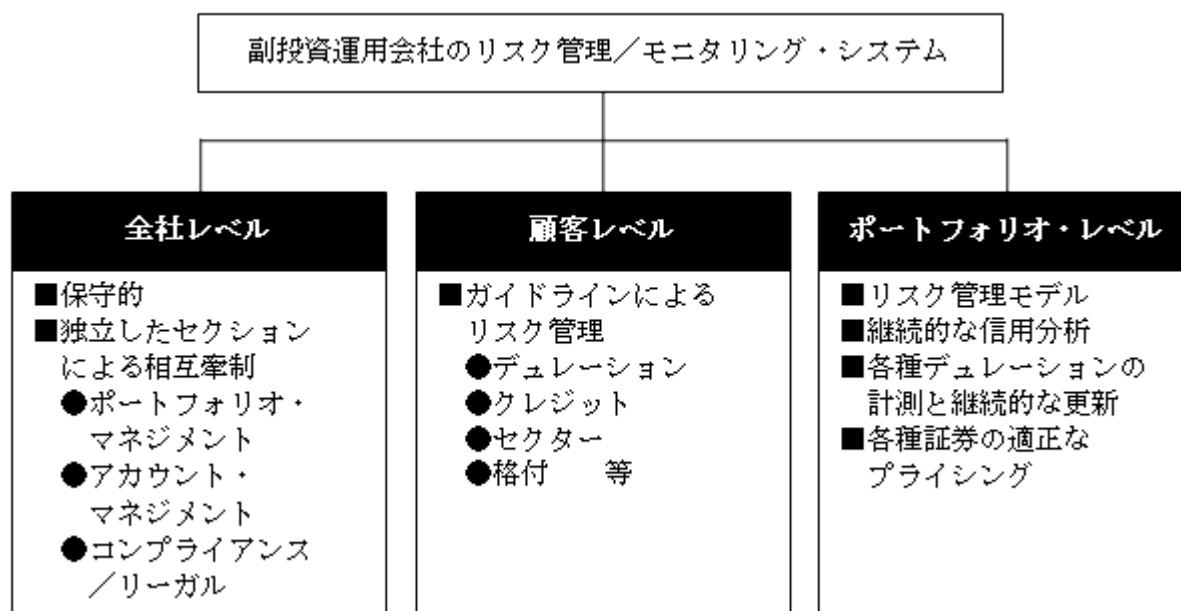 副投資運用会社のリスク管理／モニタリング・システム
全社レベル
■保守的
■独立したセクション
による相互牽制
●ポートフォリオ・
マネジメント
●アカウント・
マネジメント
●コンプライアンス
／リーガル
顧客レベル
■ガイドラインによる
リスク管理
●デュレーション
●クレジット
●セクター
●格付　等
ポートフォリオ・レベル
■リスク管理モデル
■継続的な信用分析
■各種デュレーションの
計測と継続的な更新
■各種証券の適正な
プライシング